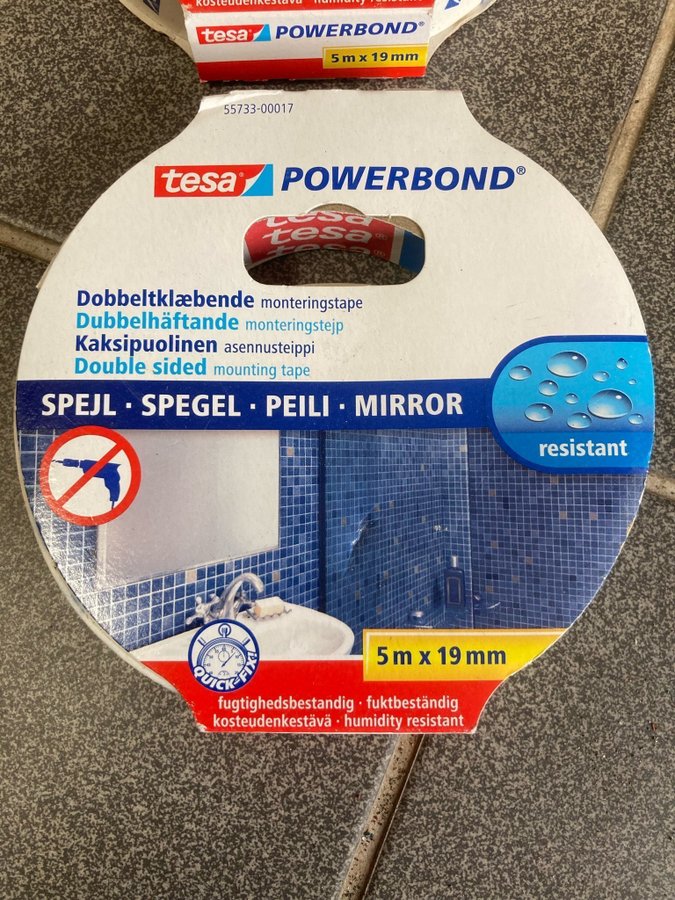 kosteudenkestävä · humidity resistant
tesa POWERBOND®
5 m x 19 mm
55733-00017
tesa POWERBOND®
tesa
tesa®
tesa
Dobbeltklæbende monteringstape
Dubbelhäftande monteringstejp
Kaksipuolinen asennusteippi
Double sided mounting tape
SPEJL · SPEGEL · PEILI · MIRROR
resistant
QUICK-FIX!
5 m x 19 mm
fugtighedsbestandig · fuktbeständig
kosteudenkestävä · humidity resistant